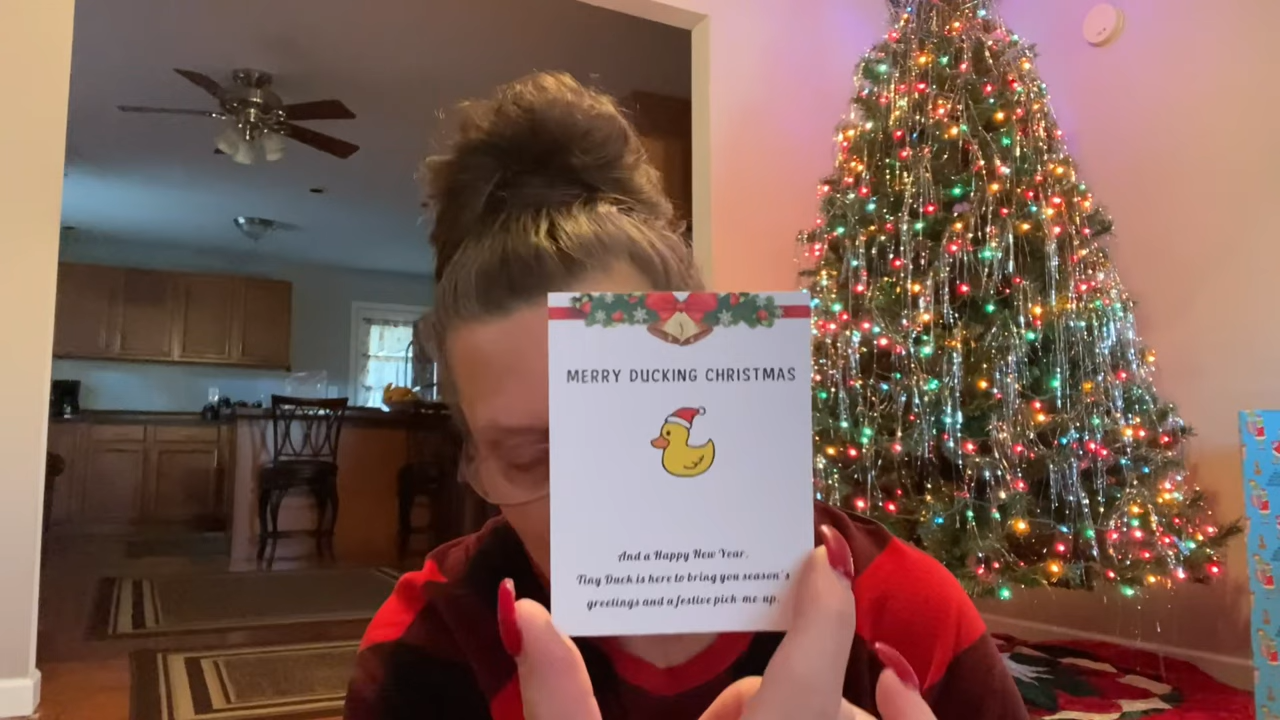 MERRY DUCKING CHRISTMAS
And a Happy New Year.
Tiny Duck is here to bring you season's
greetings and a festive pick-me-up.